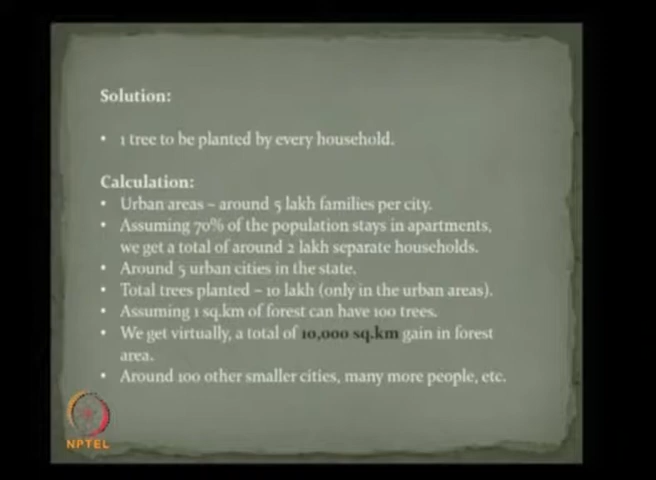 Solution:
• 1 tree to be planted by every household.
Calculation:
• Urban areas – around 5 lakh families per city.
• Assuming 70% of the population stays in apartments,
we get a total of around 2 lakh separate households.
• Around 5 urban cities in the state.
• Total trees planted – 10 lakh (only in the urban areas).
• Assuming 1 sq.km of forest can have 100 trees.
• We get virtually, a total of 10,000 sq.km gain in forest
area.
• Around 100 other smaller cities, many more people, etc.
NPTEL